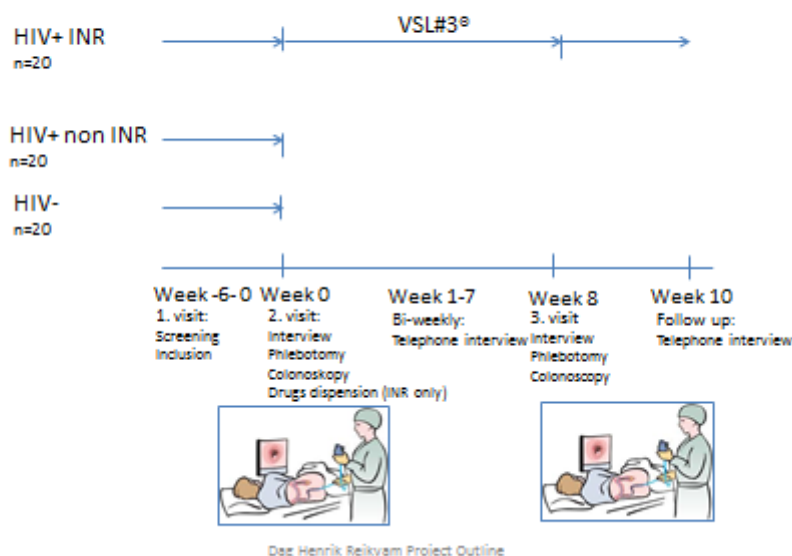 VSL#3®
HIV+ INR
n=20
HIV+ non INR
n=20
HIV-
n=20
Week -6- 0
1. visit:
Screening
Inclusion
Week 0
2. visit:
Interview
Phlebotomy
Colonoskopy
Drugs dispension (INR only)
Week 1-7
Bi-weekly:
Telephone interview
Week 8
3. visit
Interview
Phlebotomy
Colonoscopy
Week 10
Follow up:
Telephone interview
Dag Henrik Reikvam Project Outline